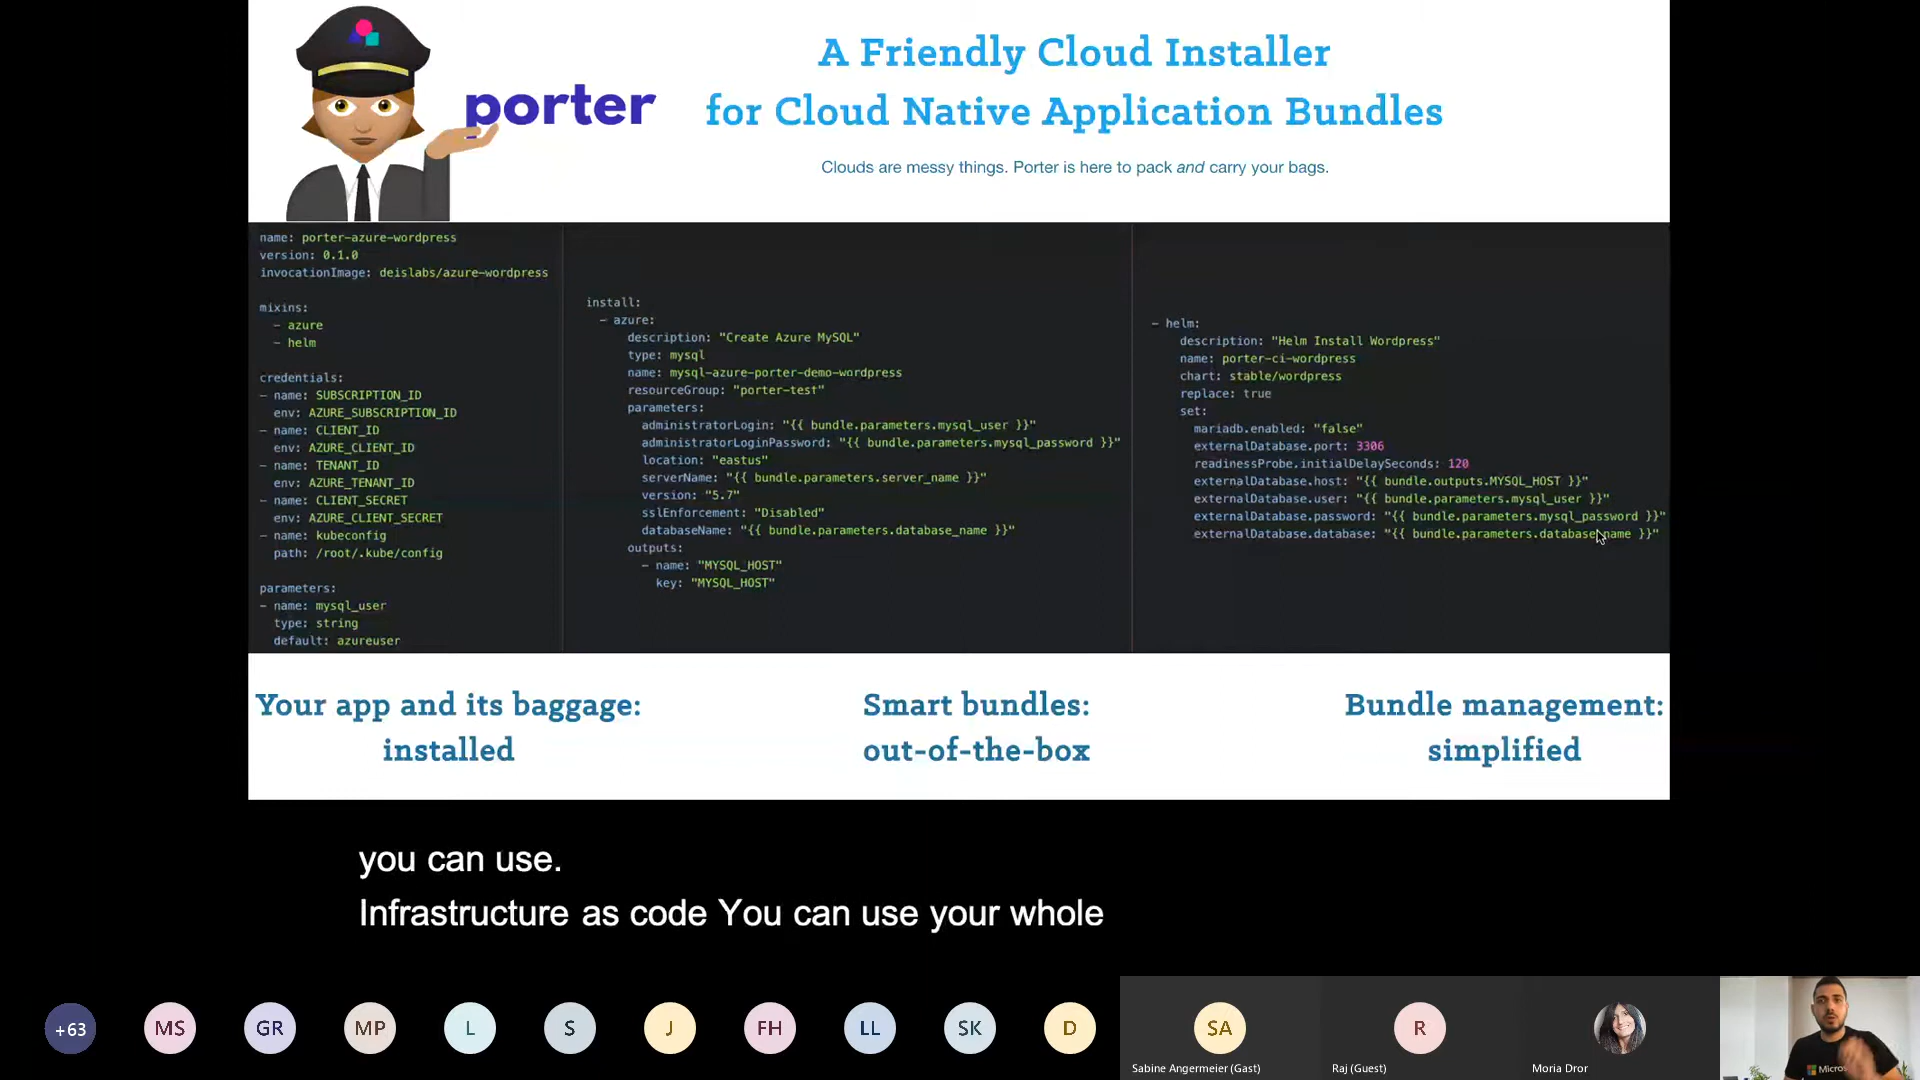 porter
A Friendly Cloud Installer
for Cloud Native Application Bundles
Clouds are messy things. Porter is here to pack and carry your bags.
name: porter-azure-wordpress
version: 0.1.0
invocationImage: deislabs/azure-wordpress
mixins:
- azure
- helm
credentials:
- name: SUBSCRIPTION_ID
env: AZURE_SUBSCRIPTION_ID
- name: CLIENT_ID
env: AZURE_CLIENT_ID
- name: TENANT_ID
env: AZURE_TENANT_ID
- name: CLIENT_SECRET
env: AZURE_CLIENT_SECRET
- name: kubeconfig
path: /root/.kube/config
parameters:
- name: mysql_user
type: string
default: azureuser
install:
- azure:
description: "Create Azure MySQL"
type: mysql
name: mysql-azure-porter-demo-wordpress
resourceGroup: "porter-test"
parameters:
administratorLogin: "{{ bundle.parameters.mysql_user }}"
administratorLoginPassword: "{{ bundle.parameters.mysql_password }}"
location: "eastus"
serverName: "{{ bundle.parameters.server_name }}"
version: "5.7"
sslEnforcement: "Disabled"
databaseName: "{{ bundle.parameters.database_name }}"
outputs:
- name: "MYSQL_HOST"
key: "MYSQL_HOST"
- helm:
description: "Helm Install Wordpress"
name: porter-ci-wordpress
chart: stable/wordpress
replace: true
set:
mariadb.enabled: "false"
externalDatabase.port: 3306
readinessProbe.initialDelaySeconds: 120
externalDatabase.host: "{{ bundle.outputs.MYSQL_HOST }}"
externalDatabase.user: "{{ bundle.parameters.mysql_user }}"
externalDatabase.password: "{{ bundle.parameters.mysql_password }}"
externalDatabase.database: "{{ bundle.parameters.database_name }}"
Your app and its baggage:
installed
Smart bundles:
out-of-the-box
Bundle management:
simplified
you can use.
Infrastructure as code You can use your whole
+63
MS
GR
MP
L
S
J
FH
LL
SK
D
SA
R
Sabine Angermeier (Gast)
Raj (Guest)
Moria Dror